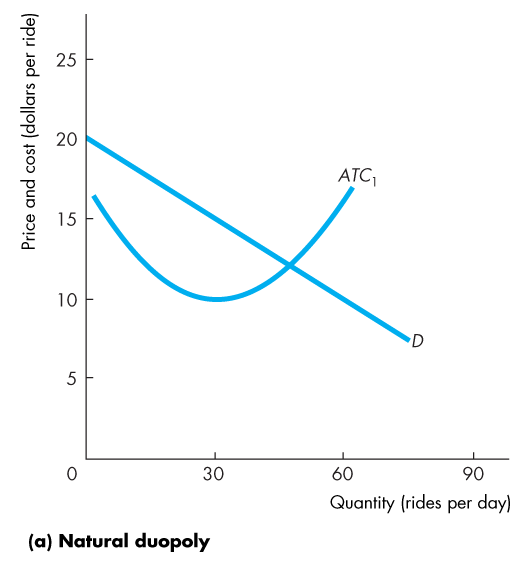 Price and cost (dollars per ride)
25
20
15
10
5
0
30
60
90
ATC1
D
Quantity (rides per day)
(a) Natural duopoly